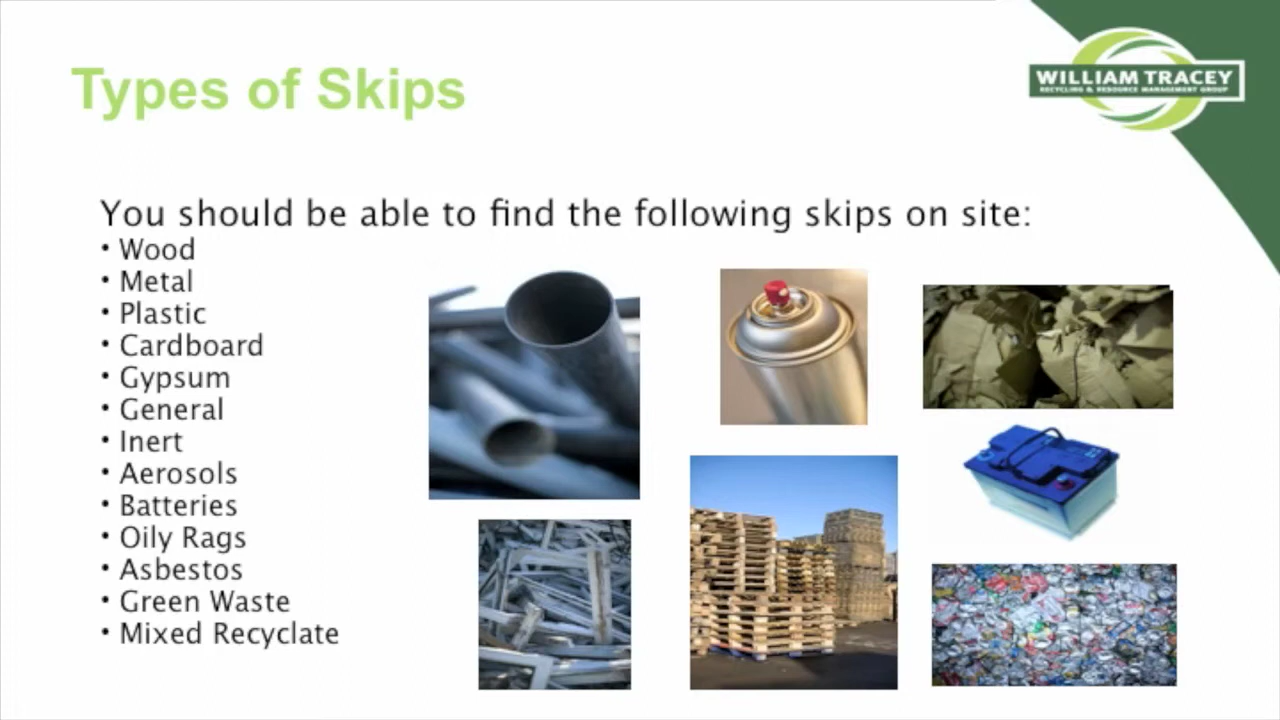 Types of Skips
WILLIAM TRACEY
RECYCLING & RESOURCE MANAGEMENT GROUP
You should be able to find the following skips on site:
• Wood
• Metal
• Plastic
• Cardboard
• Gypsum
• General
• Inert
• Aerosols
• Batteries
• Oily Rags
• Asbestos
• Green Waste
• Mixed Recyclate